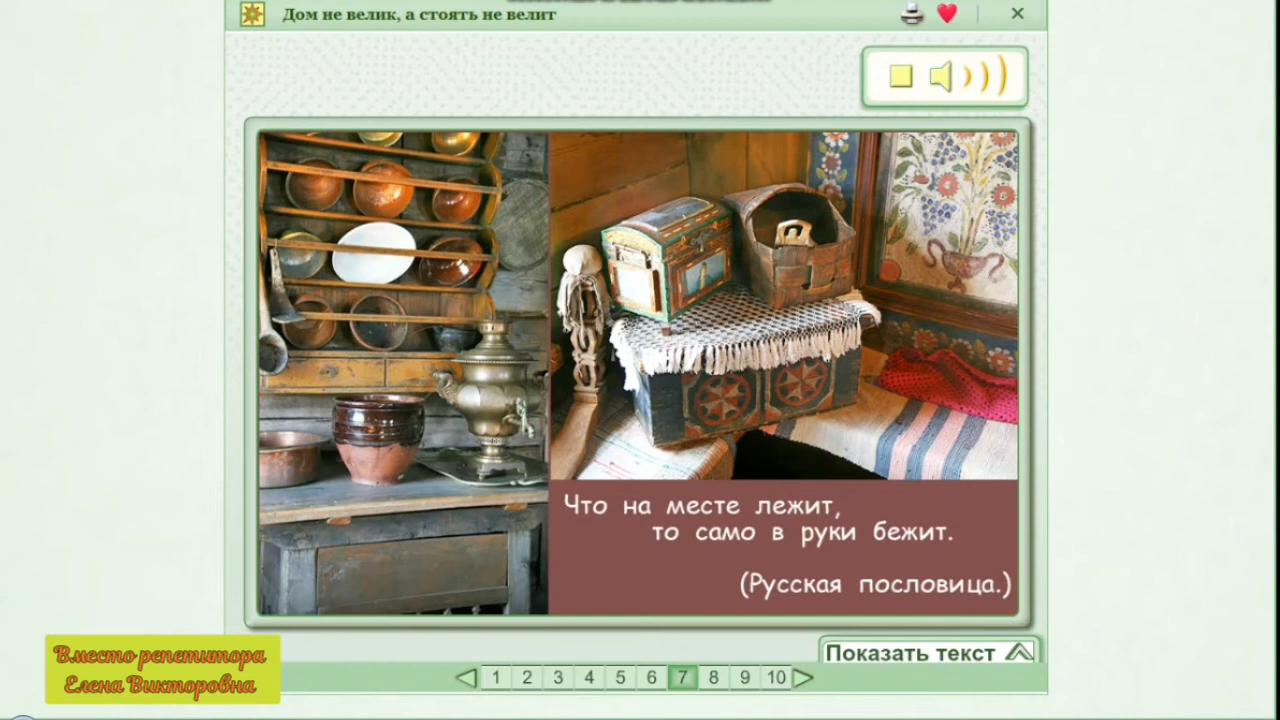 Дом не велик, а стоять не велит
Что на месте лежит,
то само в руки бежит.
(Русская пословица.)
Показать текст
Вместо репетитора
Елена Викторовна
1 2 3 4 5 6 7 8 9 10